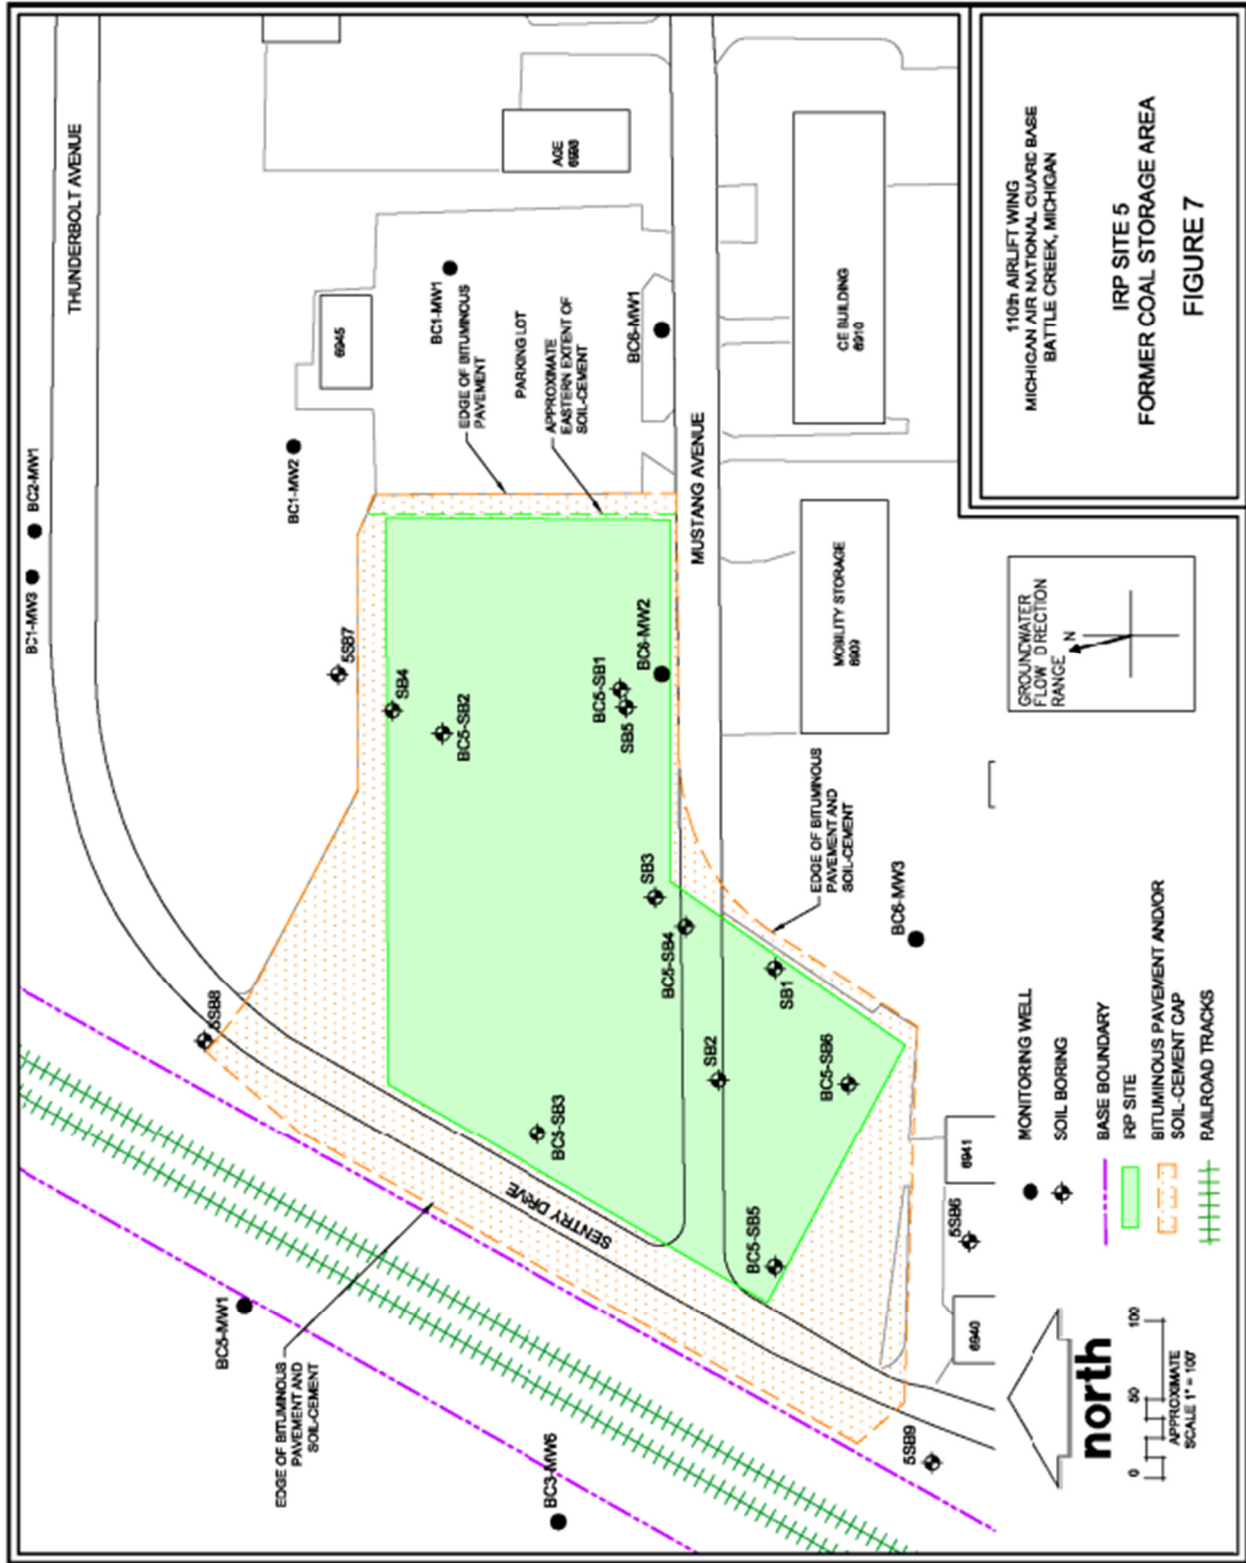 THUNDERBOLT AVENUE
BC2-MW1
BC1-MW3
BC1-MW2
6945
AGE
6998
BC1-MW1
EDGE OF BITUMINOUS
PAVEMENT
PARKING LOT
APPROXIMATE
EASTERN EXTENT OF
SOIL-CEMENT
BC6-MW1
CE BUILDING
6910
MUSTANG AVENUE
MOBILITY STORAGE
6909
5SB7
SB4
BC5-SB2
BC5-SB1
SB5
BC6-MW2
5SB8
SB3
BC5-SB4
SB1
SB2
BC5-SB6
BC5-SB3
BC5-SB5
SENTRY DRIVE
EDGE OF BITUMINOUS
PAVEMENT AND
SOIL-CEMENT
BC6-MW3
BC5-MW1
EDGE OF BITUMINOUS
PAVEMENT AND
SOIL-CEMENT
BC3-MW6
5SB9
6941
5SB6
6940
110th AIRLIFT WING
MICHIGAN AIR NATIONAL GUARD BASE
BATTLE CREEK, MICHIGAN
IRP SITE 5
FORMER COAL STORAGE AREA
FIGURE 7
GROUNDWATER
FLOW DIRECTION
RANGE
N
MONITORING WELL
SOIL BORING
BASE BOUNDARY
IRP SITE
BITUMINOUS PAVEMENT AND/OR
SOIL-CEMENT CAP
RAILROAD TRACKS
north
0 50 100
APPROXIMATE
SCALE 1" = 100'